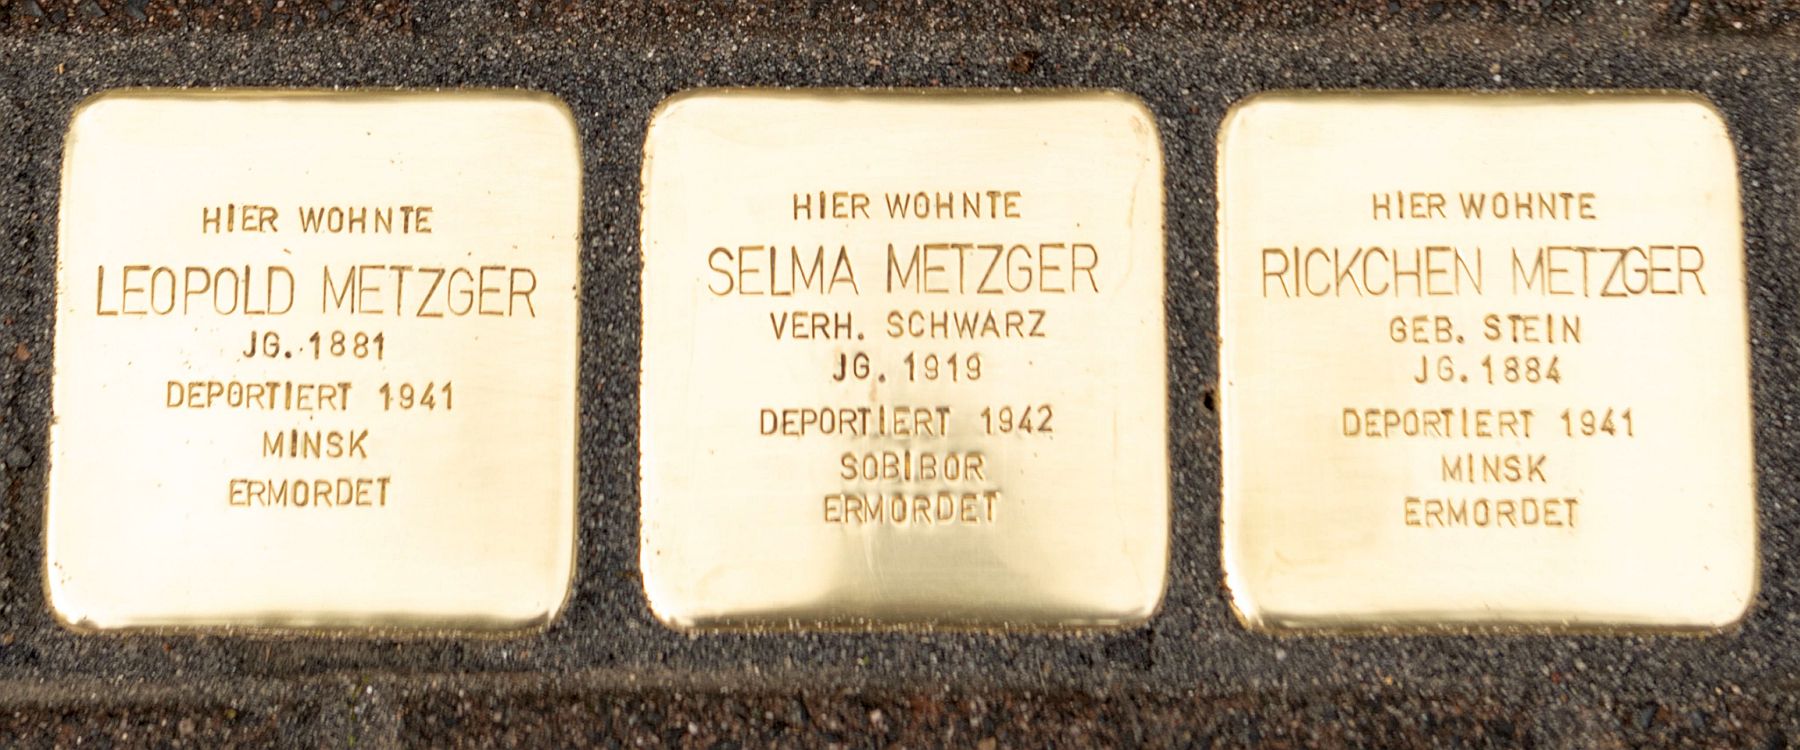 HIER WOHNTE
LEOPOLD METZGER
JG. 1881
DEPORTIERT 1941
MINSK
ERMORDET
HIER WOHNTE
SELMA METZGER
VERH. SCHWARZ
JG. 1919
DEPORTIERT 1942
SOBIBOR
ERMORDET
HIER WOHNTE
RICKCHEN METZGER
GEB. STEIN
JG. 1884
DEPORTIERT 1941
MINSK
ERMORDET